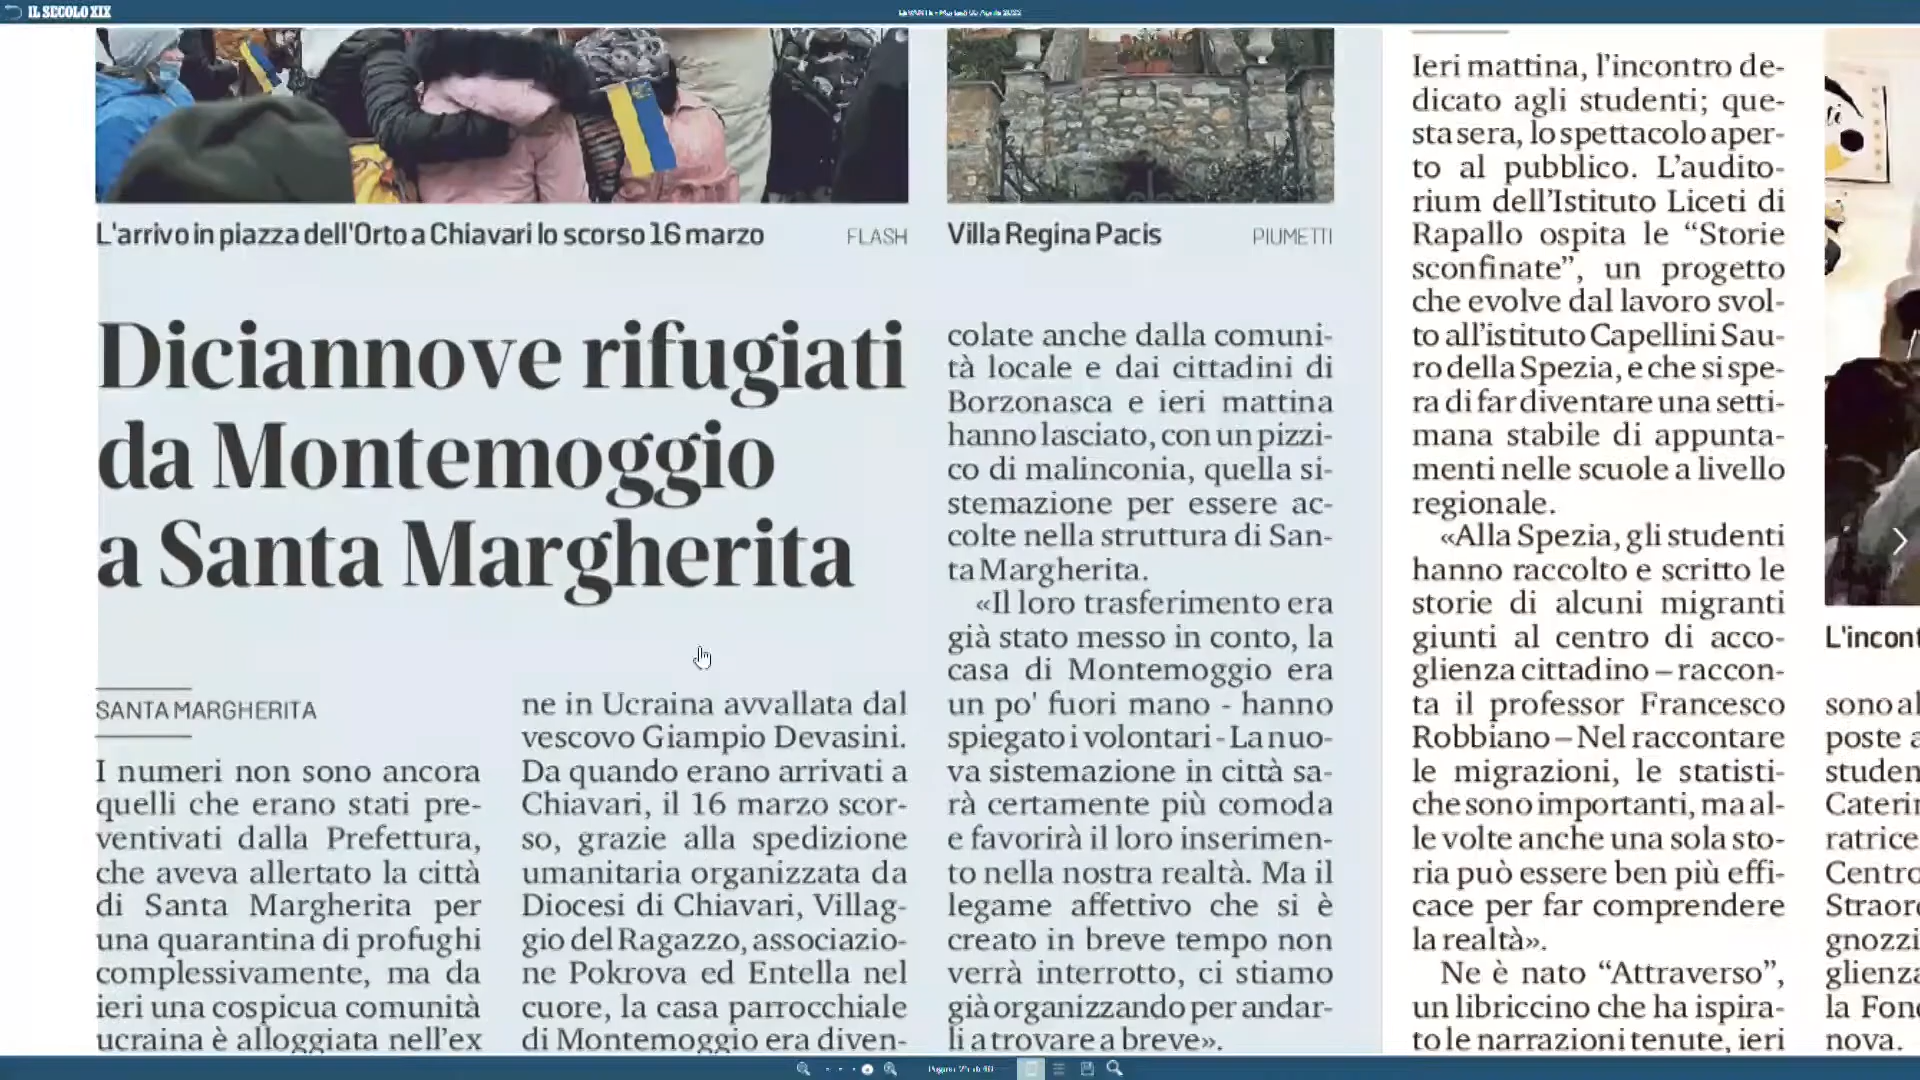 IL SECOLO XIX
L'arrivo in piazza dell'Orto a Chiavari lo scorso 16 marzo
FLASH
Villa Regina Pacis
PIUMETTI
Diciannove rifugiati
da Montemoggio
a Santa Margherita
SANTA MARGHERITA
I numeri non sono ancora
quelli che erano stati pre-
ventivati dalla Prefettura,
che aveva allertato la città
di Santa Margherita per
una quarantina di profughi
complessivamente, ma da
ieri una cospicua comunità
ucraina è alloggiata nell'ex
ne in Ucraina avvallata dal
vescovo Giampio Devasini.
Da quando erano arrivati a
Chiavari, il 16 marzo scor-
so, grazie alla spedizione
umanitaria organizzata da
Diocesi di Chiavari, Villag-
gio del Ragazzo, associazio-
ne Pokrova ed Entella nel
cuore, la casa parrocchiale
di Montemoggio era diven-
colate anche dalla comuni-
tà locale e dai cittadini di
Borzonasca e ieri mattina
hanno lasciato, con un pizzi-
co di malinconia, quella si-
stemazione per essere ac-
colte nella struttura di San-
ta Margherita.
«Il loro trasferimento era
già stato messo in conto, la
casa di Montemoggio era
un po' fuori mano - hanno
spiegato i volontari - La nuo-
va sistemazione in città sa-
rà certamente più comoda
e favorirà il loro inserimen-
to nella nostra realtà. Ma il
legame affettivo che si è
creato in breve tempo non
verrà interrotto, ci stiamo
già organizzando per andar-
li a trovare a breve».
Ieri mattina, l'incontro de-
dicato agli studenti; que-
sta sera, lo spettacolo aper-
to al pubblico. L'audito-
rium dell'Istituto Liceti di
Rapallo ospita le “Storie
sconfinate”, un progetto
che evolve dal lavoro svol-
to all'istituto Capellini Sau-
ro della Spezia, e che si spe-
ra di far diventare una setti-
mana stabile di appunta-
menti nelle scuole a livello
regionale.
«Alla Spezia, gli studenti
hanno raccolto e scritto le
storie di alcuni migranti
giunti al centro di acco-
glienza cittadino – raccon-
ta il professor Francesco
Robbiano – Nel raccontare
le migrazioni, le statisti-
che sono importanti, ma al-
le volte anche una sola sto-
ria può essere ben più effi-
cace per far comprendere
la realtà».
Ne è nato “Attraverso”,
un libriccino che ha ispira-
to le narrazioni tenute, ieri
L'incont
sono al
poste a
studen
Caterin
ratrice
Centro
Straord
gnozzi
glienza
la Fond
nova.